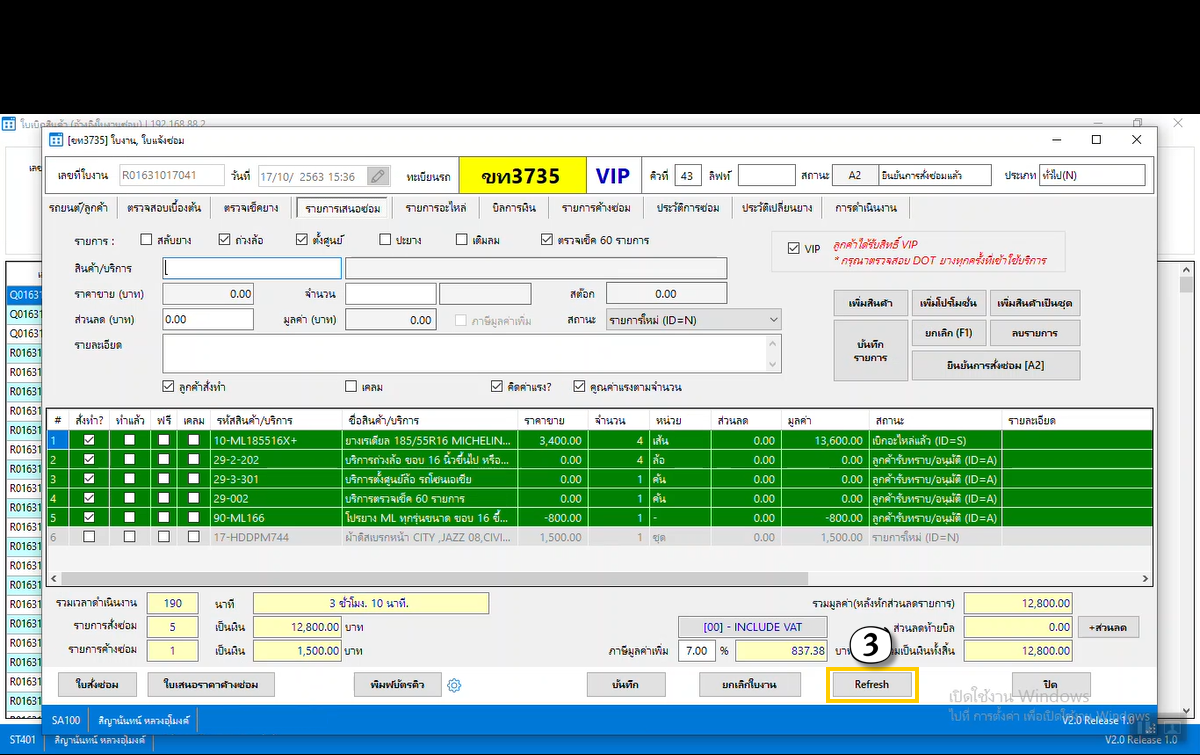 ใบเบิกสินค้า (อ้างอิงใบงานซ่อม) | 192.168.88.2
[ขท3735] ใบงาน, ใบแจ้งซ่อม
เลขที่ใบงาน R01631017041 วันที่ 17/10/ 2563 15:36 ทะเบียนรถ ขท3735 VIP คิวที่ 43 ลิฟท์ สถานะ A2 ยืนยันการสั่งซ่อมแล้ว ประเภท ทั่วไป(N)
รถยนต์/ลูกค้า ตรวจสอบเบื้องต้น ตรวจเช็คยาง รายการเสนอซ่อม รายการอะไหล่ บิลการเงิน รายการค้างซ่อม ประวัติการซ่อม ประวัติเปลี่ยนยาง การดำเนินงาน
รายการ : สลับยาง ถ่วงล้อ ตั้งศูนย์ ปะยาง เติมลม ตรวจเช็ค 60 รายการ
VIP ลูกค้าได้รับสิทธิ์ VIP
* กรุณาตรวจสอบ DOT ยางทุกครั้งที่เข้าใช้บริการ
สินค้า/บริการ
ราคาขาย (บาท) 0.00 จำนวน สต๊อก 0.00
ส่วนลด (บาท) 0.00 มูลค่า (บาท) 0.00 ภาษีมูลค่าเพิ่ม สถานะ รายการใหม่ (ID=N)
รายละเอียด
เพิ่มสินค้า เพิ่มโปรโมชั่น เพิ่มสินค้าเป็นชุด
บันทึก
รายการ
ยกเลิก (F1) ลบรายการ
ยืนยันการสั่งซ่อม [A2]
ลูกค้าสั่งทำ เคลม คิดค่าแรง? คูณค่าแรงตามจำนวน
# สั่งทำ? ทำแล้ว ฟรี เคลม รหัสสินค้า/บริการ ชื่อสินค้า/บริการ ราคาขาย จำนวน หน่วย ส่วนลด มูลค่า สถานะ รายละเอียด
1 10-ML185516X+ ยางเรเดียล 185/55R16 MICHELIN... 3,400.00 4 เส้น 0.00 13,600.00 เบิกอะไหล่แล้ว (ID=S)
2 29-2-202 บริการถ่วงล้อ ขอบ 16 นิ้วขึ้นไป หรือ... 0.00 4 ล้อ 0.00 0.00 ลูกค้ารับทราบ/อนุมัติ (ID=A)
3 29-3-301 บริการตั้งศูนย์ล้อ รถโซนเอเชีย 0.00 1 คัน 0.00 0.00 ลูกค้ารับทราบ/อนุมัติ (ID=A)
4 29-002 บริการตรวจเช็ค 60 รายการ 0.00 1 คัน 0.00 0.00 ลูกค้ารับทราบ/อนุมัติ (ID=A)
5 90-ML166 โปรยาง ML ทุกรุ่นขนาด ขอบ 16 ขึ้... -800.00 1 - 0.00 -800.00 ลูกค้ารับทราบ/อนุมัติ (ID=A)
6 17-HDDPM744 ผ้าดิสเบรกหน้า CITY ,JAZZ 08,CIVI... 1,500.00 1 ชุด 0.00 1,500.00 รายการใหม่ (ID=N)
รวมเวลาดำเนินงาน 190 นาที 3 ชั่วโมง. 10 นาที. รวมมูลค่า(หลังหักส่วนลดรายการ) 12,800.00
รายการสั่งซ่อม 5 เป็นเงิน 12,800.00 บาท [00] - INCLUDE VAT ส่วนลดท้ายบิล 0.00 +ส่วนลด
รายการค้างซ่อม 1 เป็นเงิน 1,500.00 บาท ภาษีมูลค่าเพิ่ม 7.00 % 837.38 12,800.00
3
ใบสั่งซ่อม ใบเสนอราคาค้างซ่อม พิมพ์บัตรคิว บันทึก ยกเลิกใบงาน Refresh ปิด
เปิดใช้งาน Windows
ไปที่ การตั้งค่า เพื่อเปิดใช้งาน Windows
SA100 สิญานันทน์ หลวงอุโมงค์ V2.0 Release 1.0
ST401 สิญานันทน์ หลวงอุโมงค์ V2.0 Release 1.0